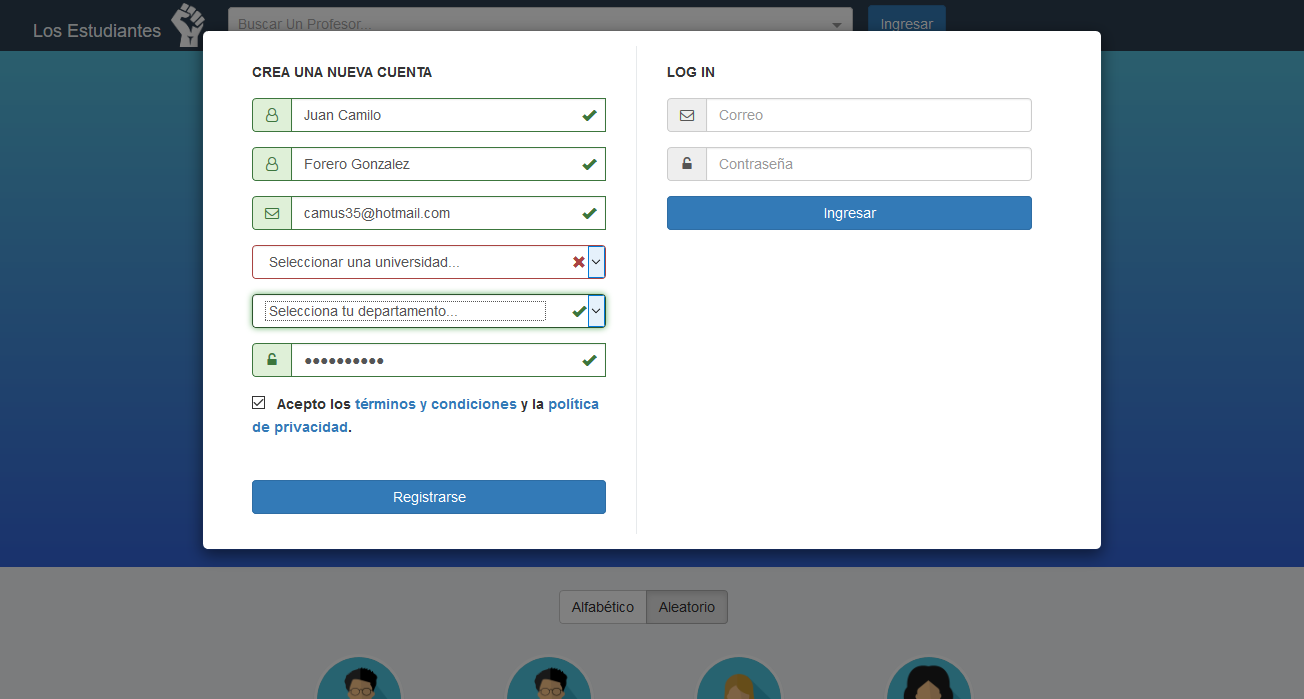 Los Estudiantes
Buscar Un Profesor...
Ingresar
CREA UNA NUEVA CUENTA
Juan Camilo
Forero Gonzalez
camus35@hotmail.com
Seleccionar una universidad...
Selecciona tu departamento...
●●●●●●●●●●
Acepto los términos y condiciones y la política
de privacidad.
Registrarse
LOG IN
Correo
Contraseña
Ingresar
Alfabético
Aleatorio